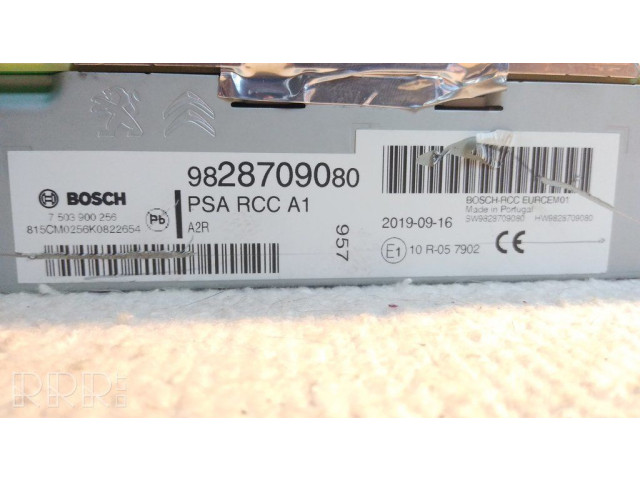 BOSCH
7 503 900 256
815CM0256K0822654
Pb
9828709080
PSA RCC A1
A2R
957
2019-09-16
E1 10 R-05 7902
BOSCH-RCC EURCEM01
Made in Portugal
SW9828709080 HW9828709080
CE
RRR